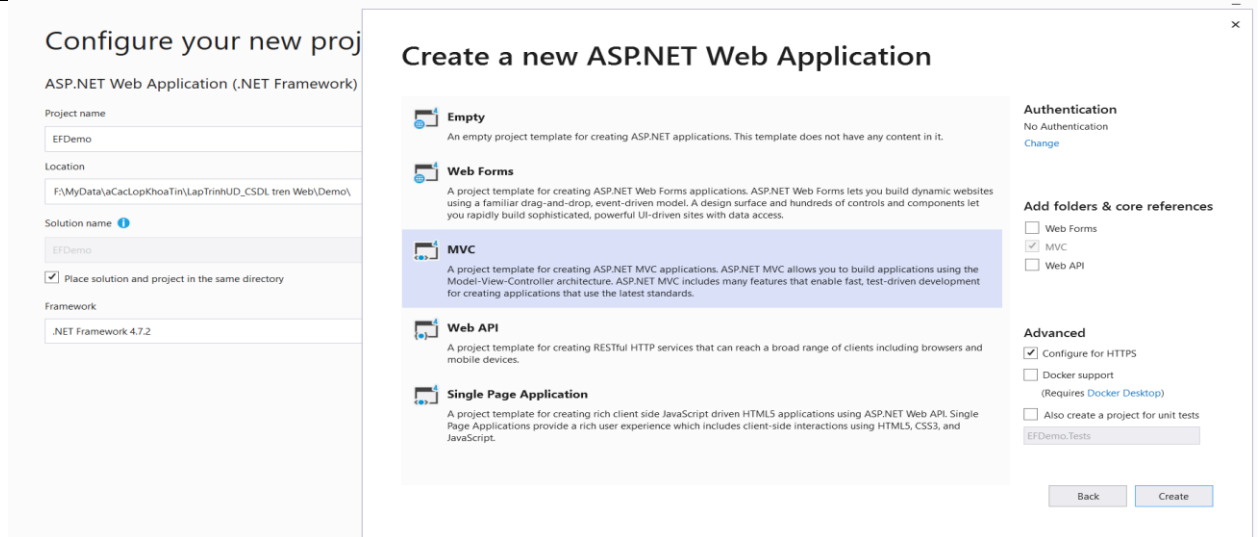 Configure your new proj
ASP.NET Web Application (.NET Framework)
Project name
EFDemo
Location
F:\MyData\aCacLopKhoaTin\LapTrinhUD_CSDL tren Web\Demo\
Solution name
EFDemo
Place solution and project in the same directory
Framework
.NET Framework 4.7.2
Create a new ASP.NET Web Application
Empty
An empty project template for creating ASP.NET applications. This template does not have any content in it.
Web Forms
A project template for creating ASP.NET Web Forms applications. ASP.NET Web Forms lets you build dynamic websites
using a familiar drag-and-drop, event-driven model. A design surface and hundreds of controls and components let
you rapidly build sophisticated, powerful UI-driven sites with data access.
MVC
A project template for creating ASP.NET MVC applications. ASP.NET MVC allows you to build applications using the
Model-View-Controller architecture. ASP.NET MVC includes many features that enable fast, test-driven development
for creating applications that use the latest standards.
Web API
A project template for creating RESTful HTTP services that can reach a broad range of clients including browsers and
mobile devices.
Single Page Application
A project template for creating rich client side JavaScript driven HTML5 applications using ASP.NET Web API. Single
Page Applications provide a rich user experience which includes client-side interactions using HTML5, CSS3, and
JavaScript.
Authentication
No Authentication
Change
Add folders & core references
Web Forms
MVC
Web API
Advanced
Configure for HTTPS
Docker support
(Requires Docker Desktop)
Also create a project for unit tests
EFDemo.Tests
Back
Create